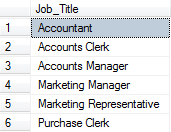 Job_Title
1 Accountant
2 Accounts Clerk
3 Accounts Manager
4 Marketing Manager
5 Marketing Representative
6 Purchase Clerk